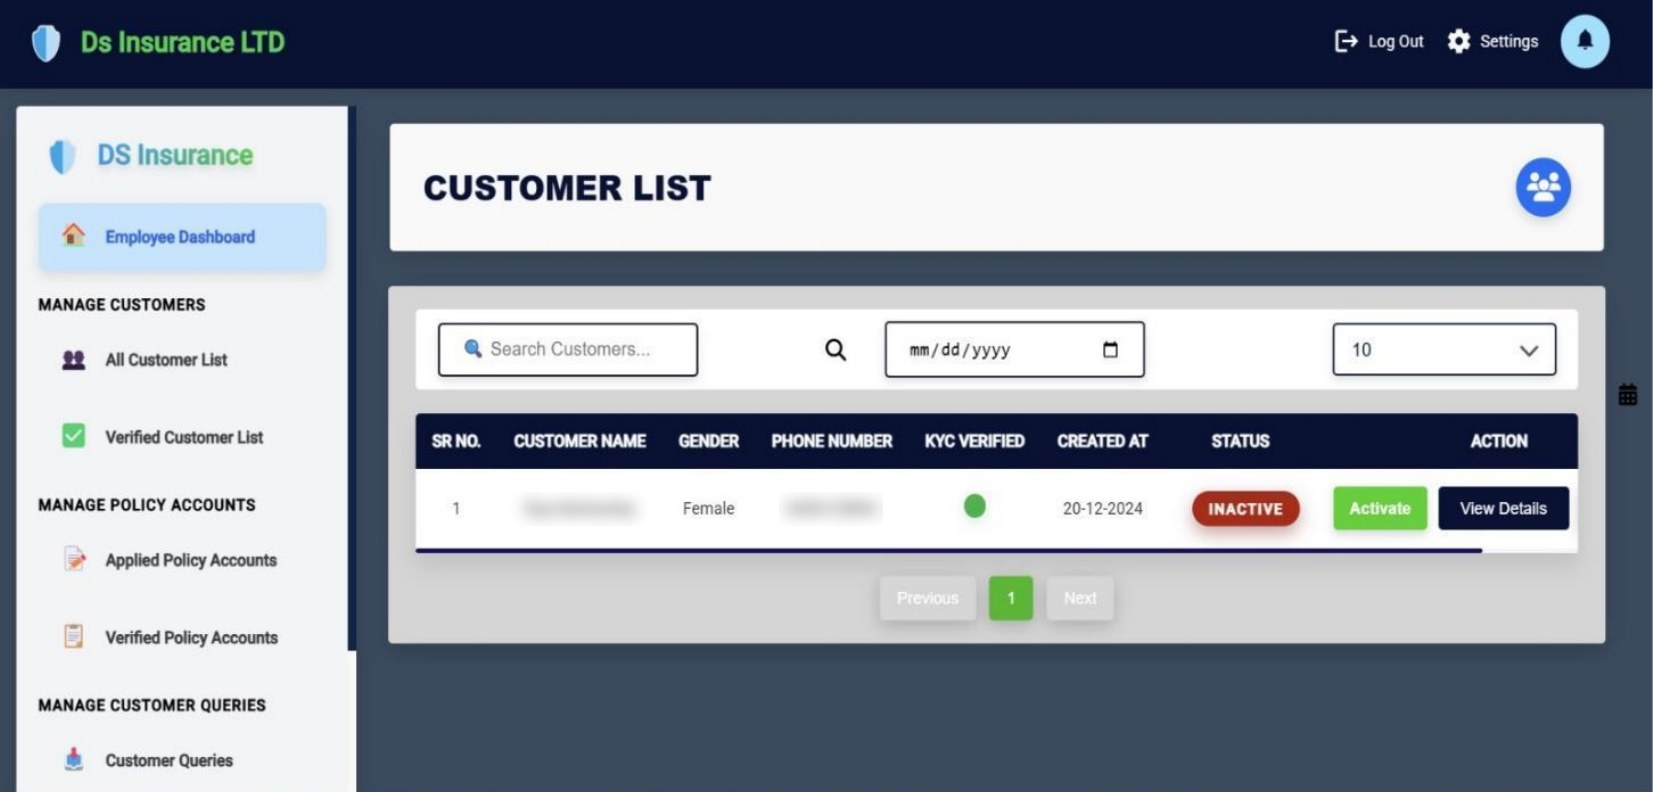 Ds Insurance LTD
Log Out
Settings
DS Insurance
Employee Dashboard
MANAGE CUSTOMERS
All Customer List
Verified Customer List
MANAGE POLICY ACCOUNTS
Applied Policy Accounts
Verified Policy Accounts
MANAGE CUSTOMER QUERIES
Customer Queries
CUSTOMER LIST
Search Customers... mm/dd/yyyy 10
SR NO. CUSTOMER NAME GENDER PHONE NUMBER KYC VERIFIED CREATED AT STATUS ACTION
1 Female 20-12-2024 INACTIVE Activate View Details
Previous 1 Next